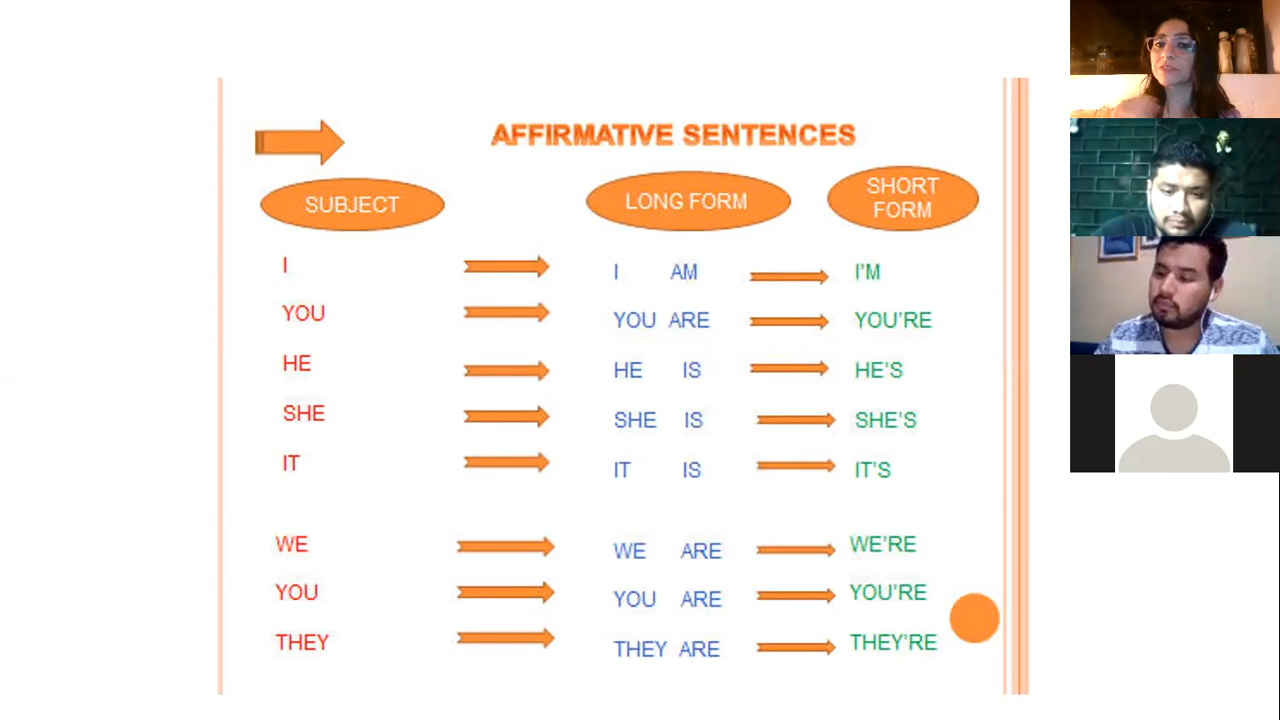 AFFIRMATIVE SENTENCES
SUBJECT LONG FORM SHORT FORM
I I AM I'M
YOU YOU ARE YOU'RE
HE HE IS HE'S
SHE SHE IS SHE'S
IT IT IS IT'S
WE WE ARE WE'RE
YOU YOU ARE YOU'RE
THEY THEY ARE THEY'RE